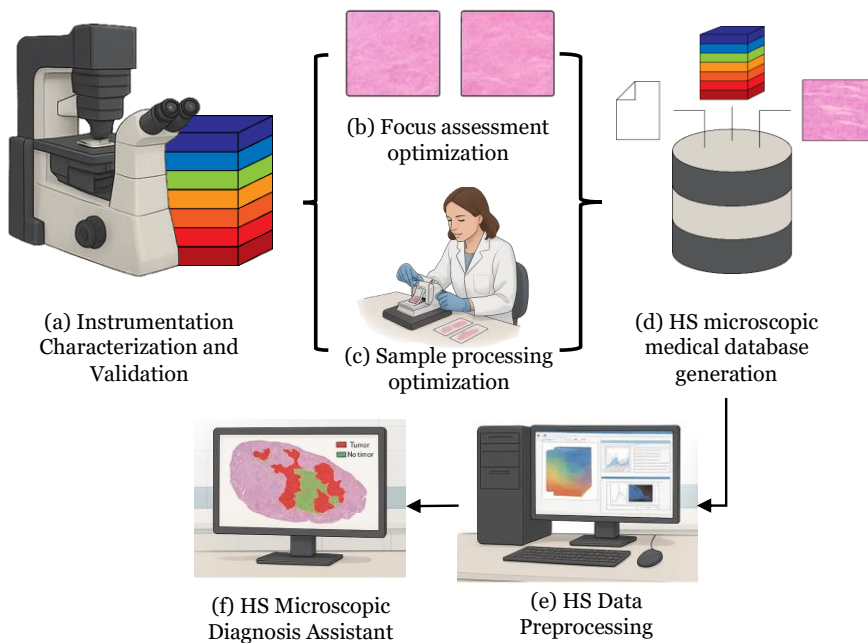 (b) Focus assessment
optimization
(a) Instrumentation
Characterization and
Validation
(c) Sample processing
optimization
(d) HS microscopic
medical database
generation
Tumor
No timor
(f) HS Microscopic
Diagnosis Assistant
(e) HS Data
Preprocessing